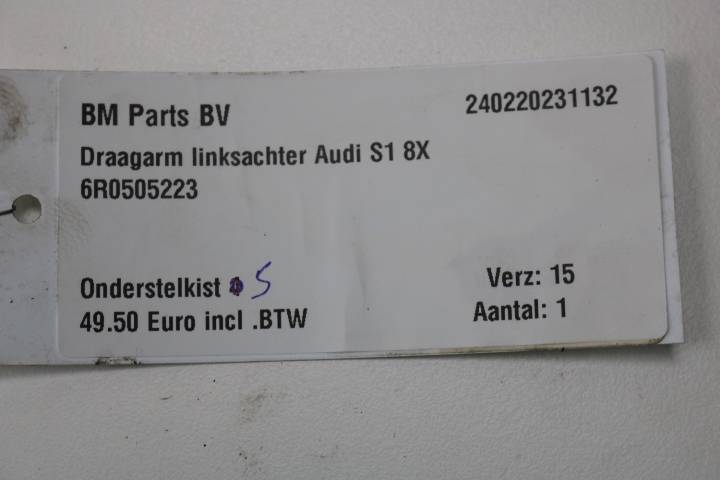 BM Parts BV 240220231132
Draagarm linksachter Audi S1 8X
6R0505223
Onderstelkist 5 Verz: 15
49.50 Euro incl .BTW Aantal: 1